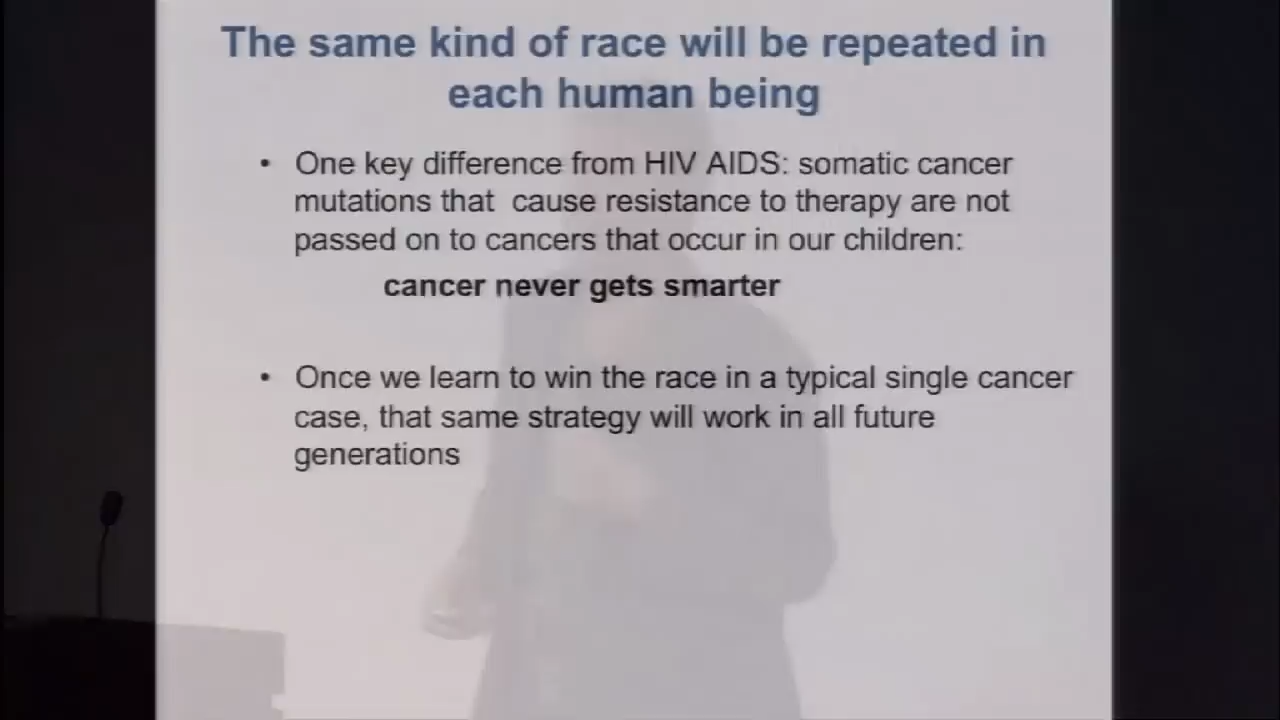 The same kind of race will be repeated in
each human being
• One key difference from HIV AIDS: somatic cancer
mutations that cause resistance to therapy are not
passed on to cancers that occur in our children:
cancer never gets smarter
• Once we learn to win the race in a typical single cancer
case, that same strategy will work in all future
generations